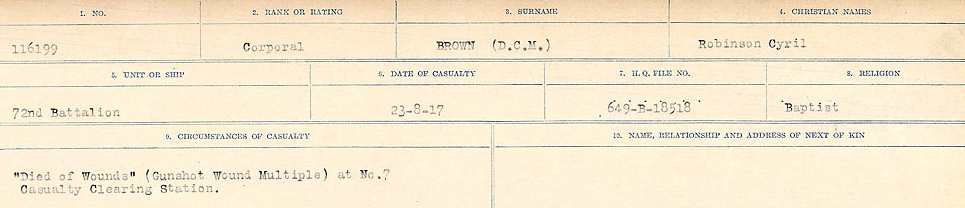 1. NO.
2. RANK OR RATING
3. SURNAME
4. CHRISTIAN NAMES
116199
Corporal
BROWN (D.C.M.)
Robinson Cyril
5. UNIT OR SHIP
6. DATE OF CASUALTY
7. H.Q. FILE NO.
8. RELIGION
72nd Battalion
23-8-17
649-B-18518
Baptist
9. CIRCUMSTANCES OF CASUALTY
10. NAME, RELATIONSHIP AND ADDRESS OF NEXT OF KIN
"Died of Wounds" (Gunshot Wound Multiple) at No.7
Casualty Clearing Station.